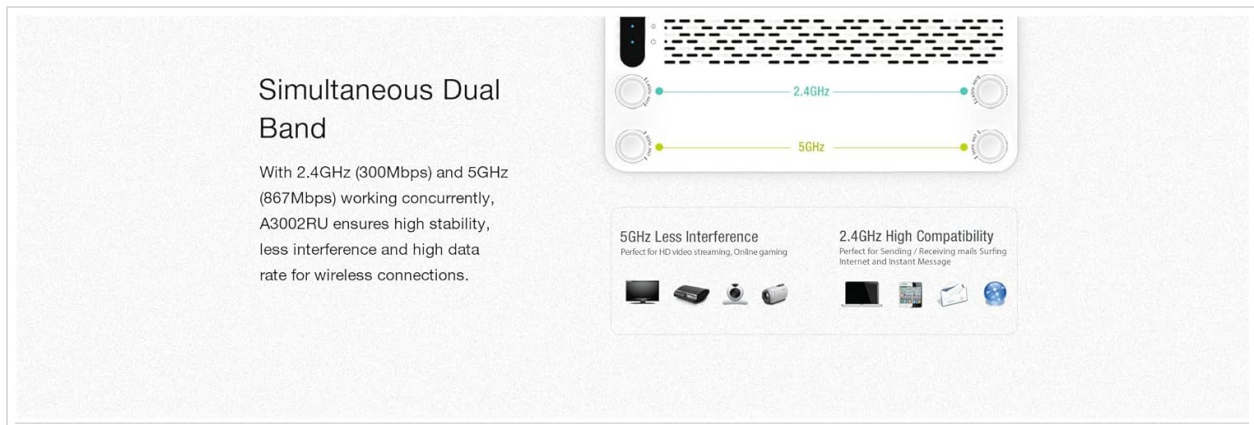 Simultaneous Dual
Band
With 2.4GHz (300Mbps) and 5GHz
(867Mbps) working concurrently,
A3002RU ensures high stability,
less interference and high data
rate for wireless connections.
2.4GHz
5GHz
5GHz Less Interference
Perfect for HD video streaming, Online gaming
2.4GHz High Compatibility
Perfect for Sending / Receiving mails Surfing
Internet and Instant Message